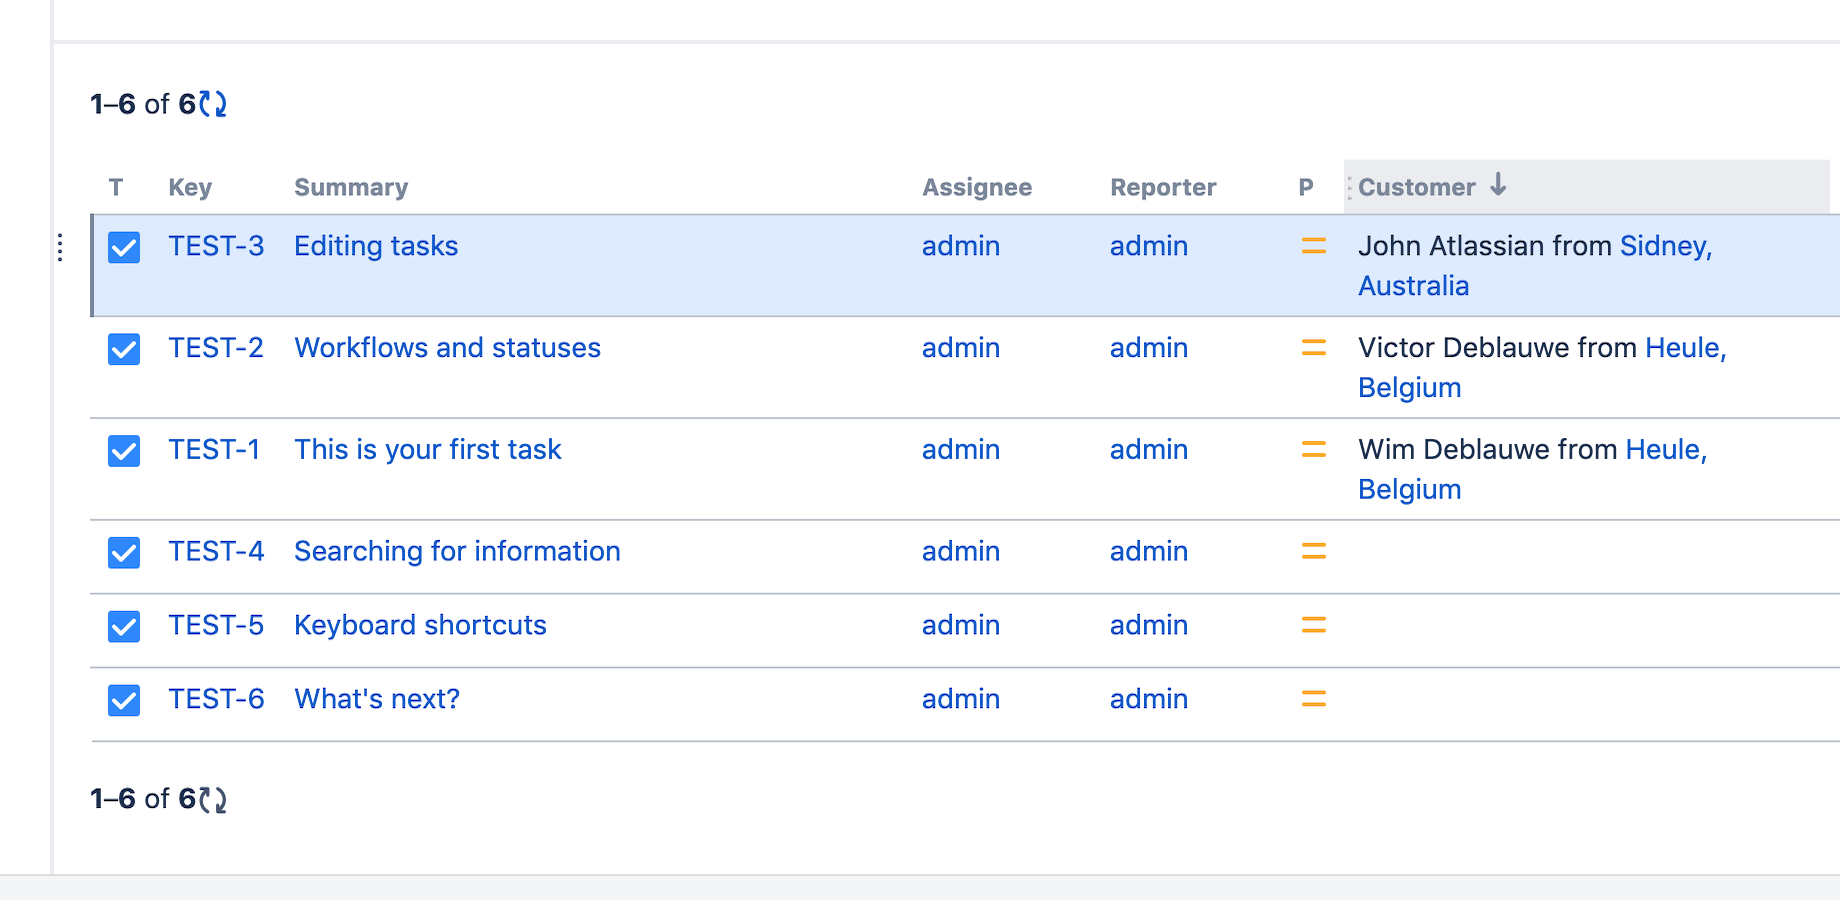 1–6 of 6
T Key Summary Assignee Reporter P Customer
TEST-3 Editing tasks admin admin John Atlassian from Sidney,
Australia
TEST-2 Workflows and statuses admin admin Victor Deblauwe from Heule,
Belgium
TEST-1 This is your first task admin admin Wim Deblauwe from Heule,
Belgium
TEST-4 Searching for information admin admin
TEST-5 Keyboard shortcuts admin admin
TEST-6 What's next? admin admin
1–6 of 6